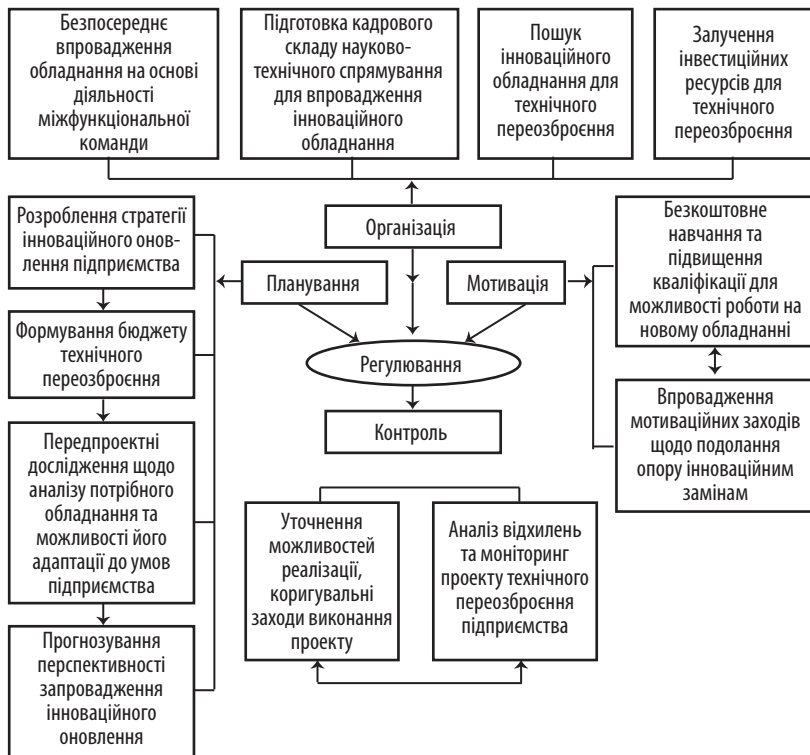 Безпосереднє
впровадження
обладнання на основі
діяльності
міжфункціональної
команди
Підготовка кадрового
складу науково-
технічного спрямування
для впровадження
інноваційного
обладнання
Пошук
інноваційного
обладнання для
технічного
переозброєння
Залучення
інвестиційних
ресурсів для
технічного
переозброєння
Розроблення стратегії
інноваційного онов-
лення підприємства
Формування бюджету
технічного
переозброєння
Передпроектні
дослідження щодо
аналізу потрібного
обладнання та
можливості його
адаптації до умов
підприємства
Прогнозування
перспективності
запровадження
інноваційного
оновлення
Організація
Планування
Мотивація
Регулювання
Контроль
Безкоштовне
навчання та
підвищення
кваліфікації для
можливості роботи на
новому обладнанні
Впровадження
мотиваційних заходів
щодо подолання
опору інноваційним
замінам
Уточнення
можливостей
реалізації,
коригувальні
заходи виконання
проекту
Аналіз відхилень
та моніторинг
проекту технічного
переозброєння
підприємства